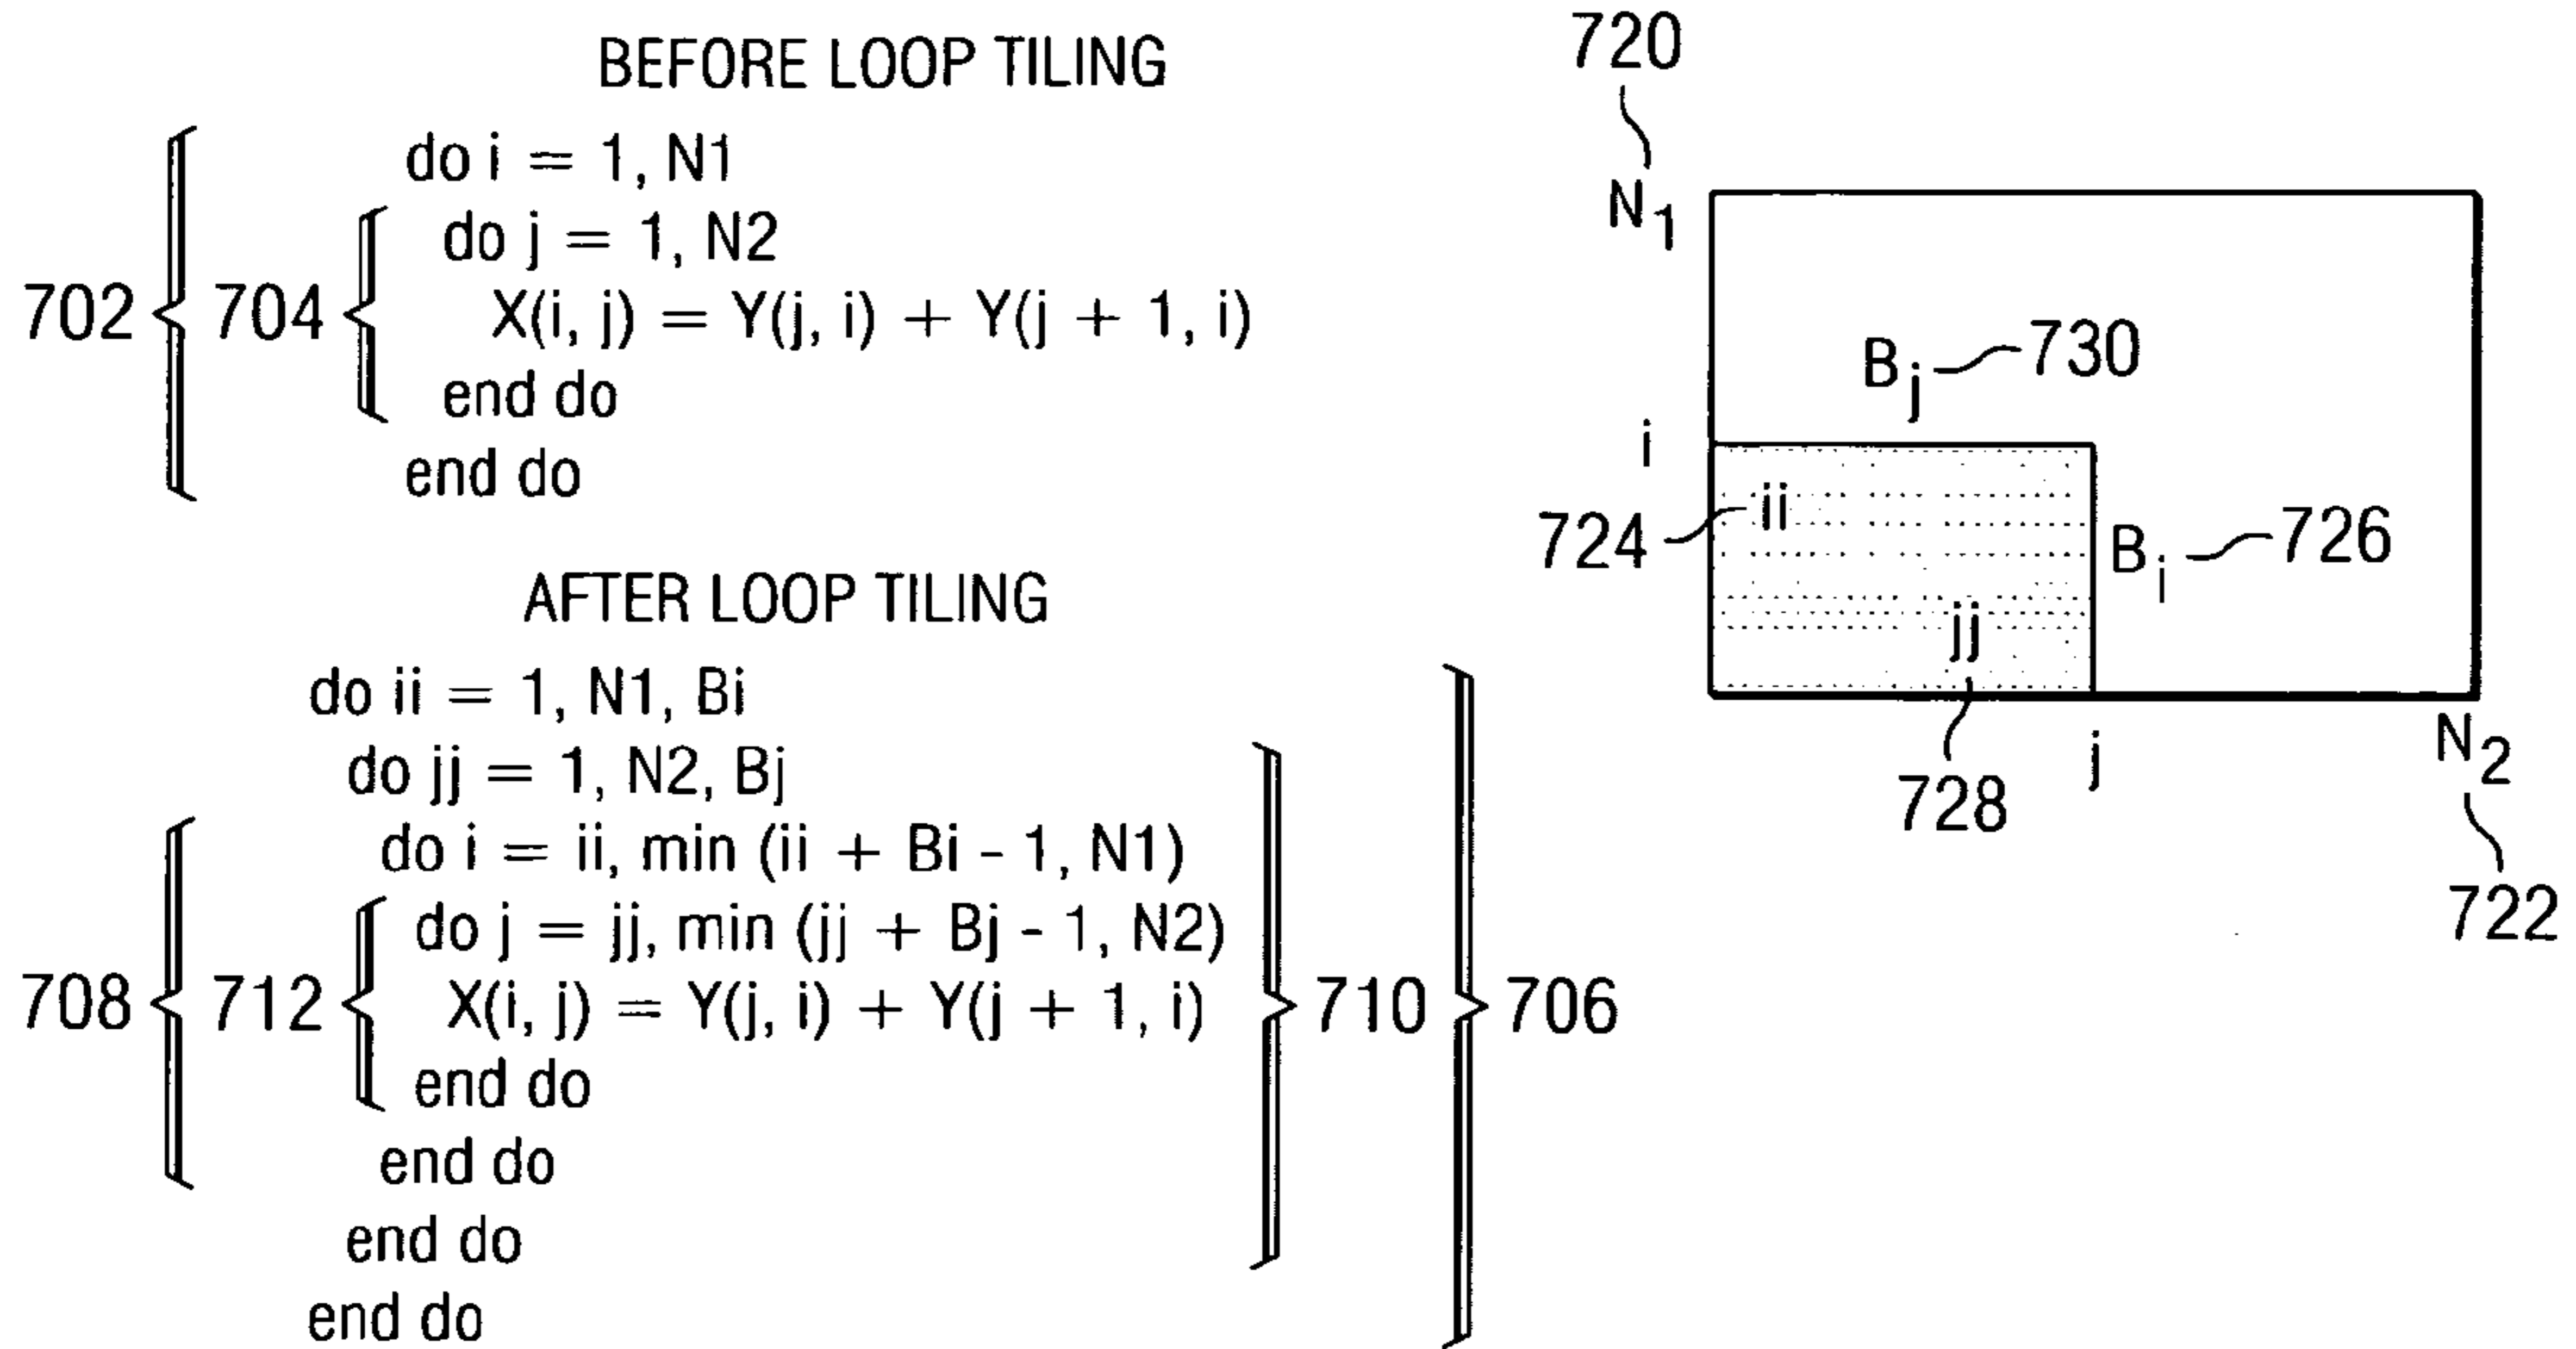 BEFORE LOOP TILING
do i = 1, N1
do j = 1, N2
702 704 X(i, j) = Y(j, i) + Y(j + 1, i)
end do
end do
AFTER LOOP TILING
do ii = 1, N1, Bi
do jj = 1, N2, Bj
do i = ii, min (ii + Bi - 1, N1)
do j = jj, min (jj + Bj - 1, N2)
708 712 X(i, j) = Y(j, i) + Y(j + 1, i) 710 706
end do
end do
end do
end do
720
N1
Bj 730
i
ii
724
Bi 726
jj
728
j
N2
722